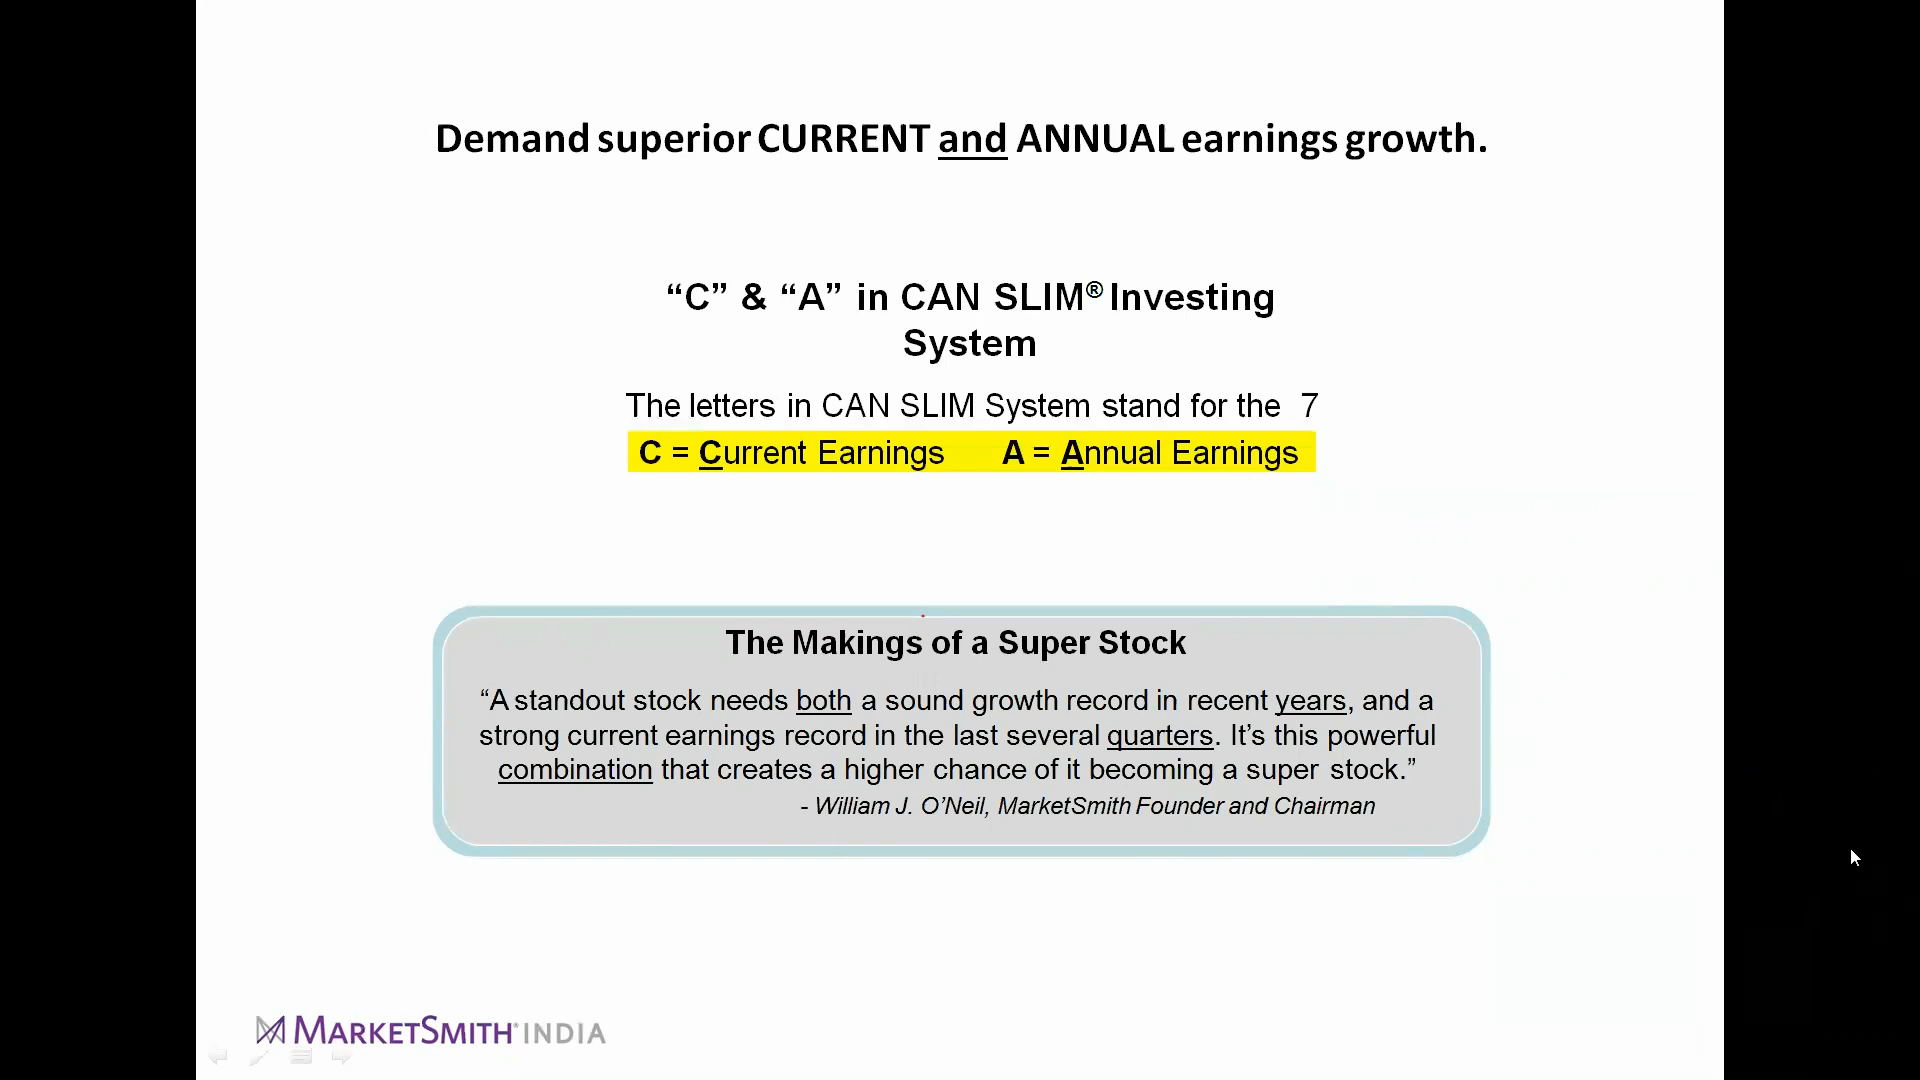 Demand superior CURRENT and ANNUAL earnings growth.
“C” & “A” in CAN SLIM® Investing
System
The letters in CAN SLIM System stand for the 7
C = Current Earnings A = Annual Earnings
The Makings of a Super Stock
“A standout stock needs both a sound growth record in recent years, and a
strong current earnings record in the last several quarters. It’s this powerful
combination that creates a higher chance of it becoming a super stock.”
- William J. O’Neil, MarketSmith Founder and Chairman
MARKETSMITH® INDIA